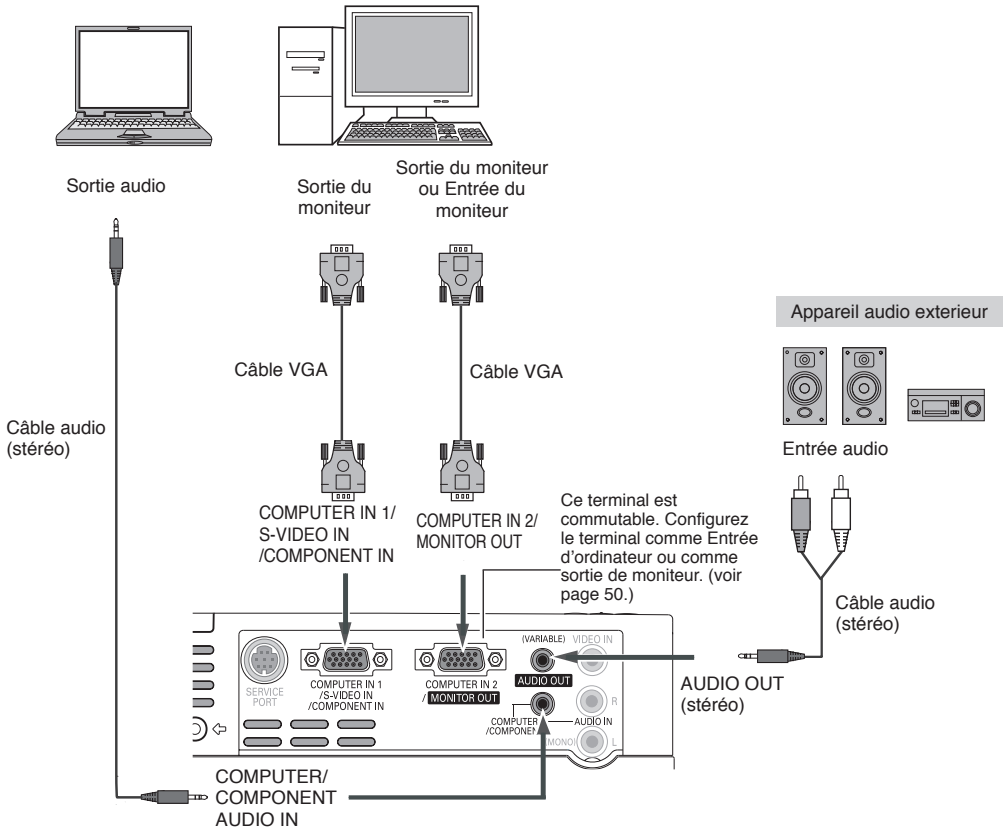 Sortie audio
Sortie du
moniteur
Sortie du moniteur
ou Entrée du
moniteur
Appareil audio exterieur
Câble VGA
Câble VGA
Câble audio
(stéréo)
Entrée audio
COMPUTER IN 1/
S-VIDEO IN
/COMPONENT IN
COMPUTER IN 2/
MONITOR OUT
Ce terminal est
commutable. Configurez
le terminal comme Entrée
d'ordinateur ou comme
sortie de moniteur. (voir
page 50.)
Câble audio
(stéréo)
AUDIO OUT
(stéréo)
(VARIABLE)
VIDEO IN
AUDIO OUT
SERVICE
PORT
COMPUTER IN 1
/S-VIDEO IN
/COMPONENT IN
COMPUTER IN 2
/ MONITOR OUT
R
COMPUTER
/COMPONEN
AUDIO IN
(MONO)
L
COMPUTER/
COMPONENT
AUDIO IN